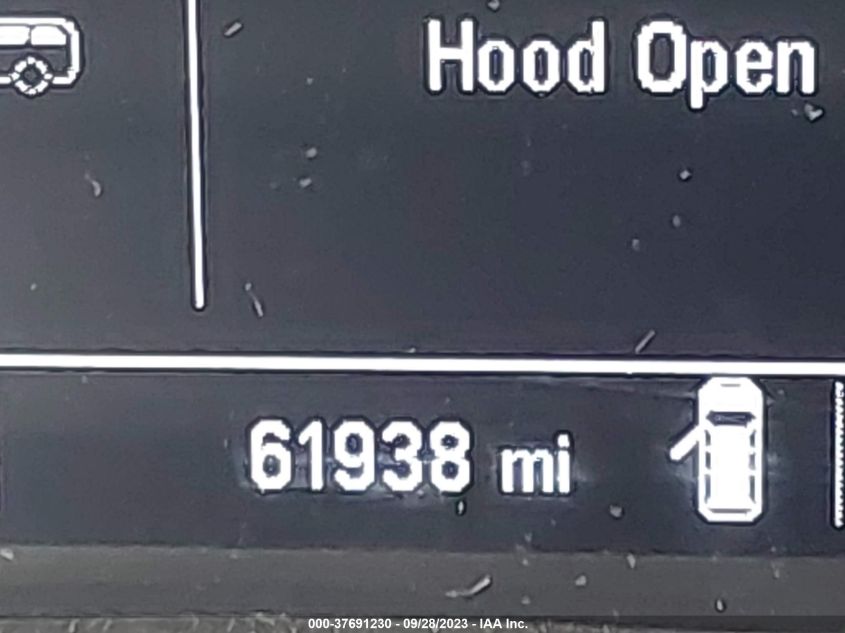 Hood Open
61938 mi
000-37691230 - 09/28/2023 - IAA Inc.